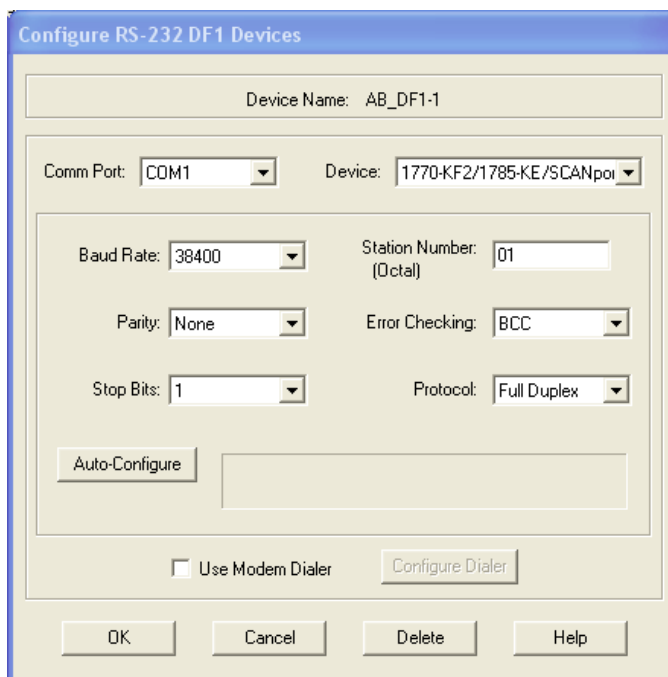 Configure RS-232 DF1 Devices
Device Name: AB_DF1-1
Comm Port: COM1 Device: 1770-KF2/1785-KE/SCANpor
Baud Rate: 38400 Station Number: 01
(Octal)
Parity: None Error Checking: BCC
Stop Bits: 1 Protocol: Full Duplex
Auto-Configure
Use Modem Dialer Configure Dialer
OK Cancel Delete Help